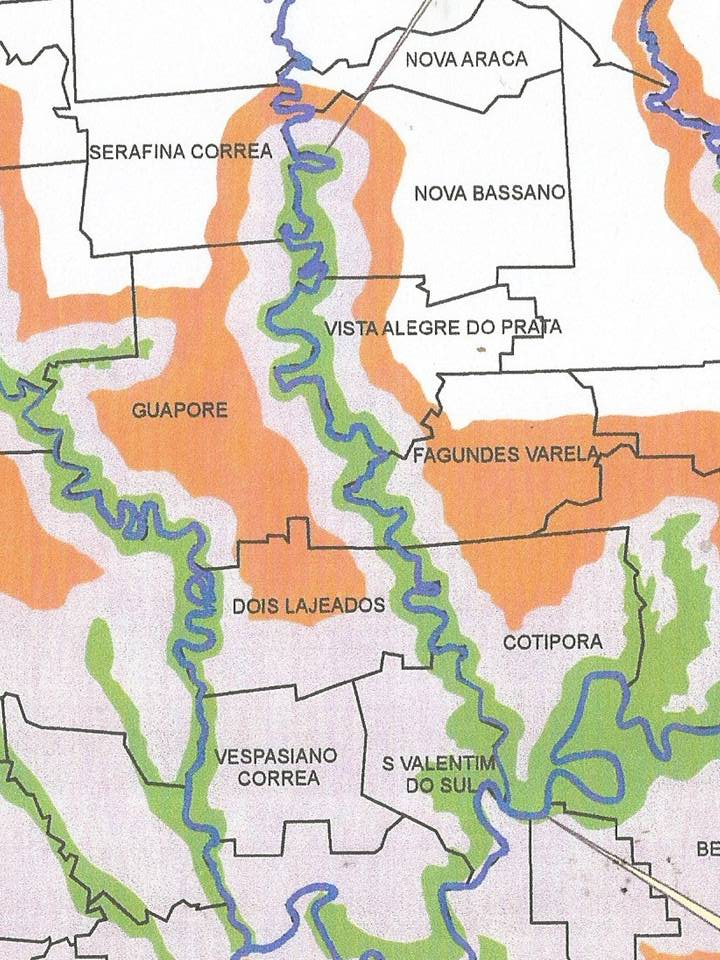 NOVA ARACA
SERAFINA CORREA
NOVA BASSANO
VISTA ALEGRE DO PRATA
GUAPORE
FAGUNDES VARELA
DOIS LAJEADOS
COTIPORA
VESPASIANO
CORREA
S VALENTIM
DO SUL
BE